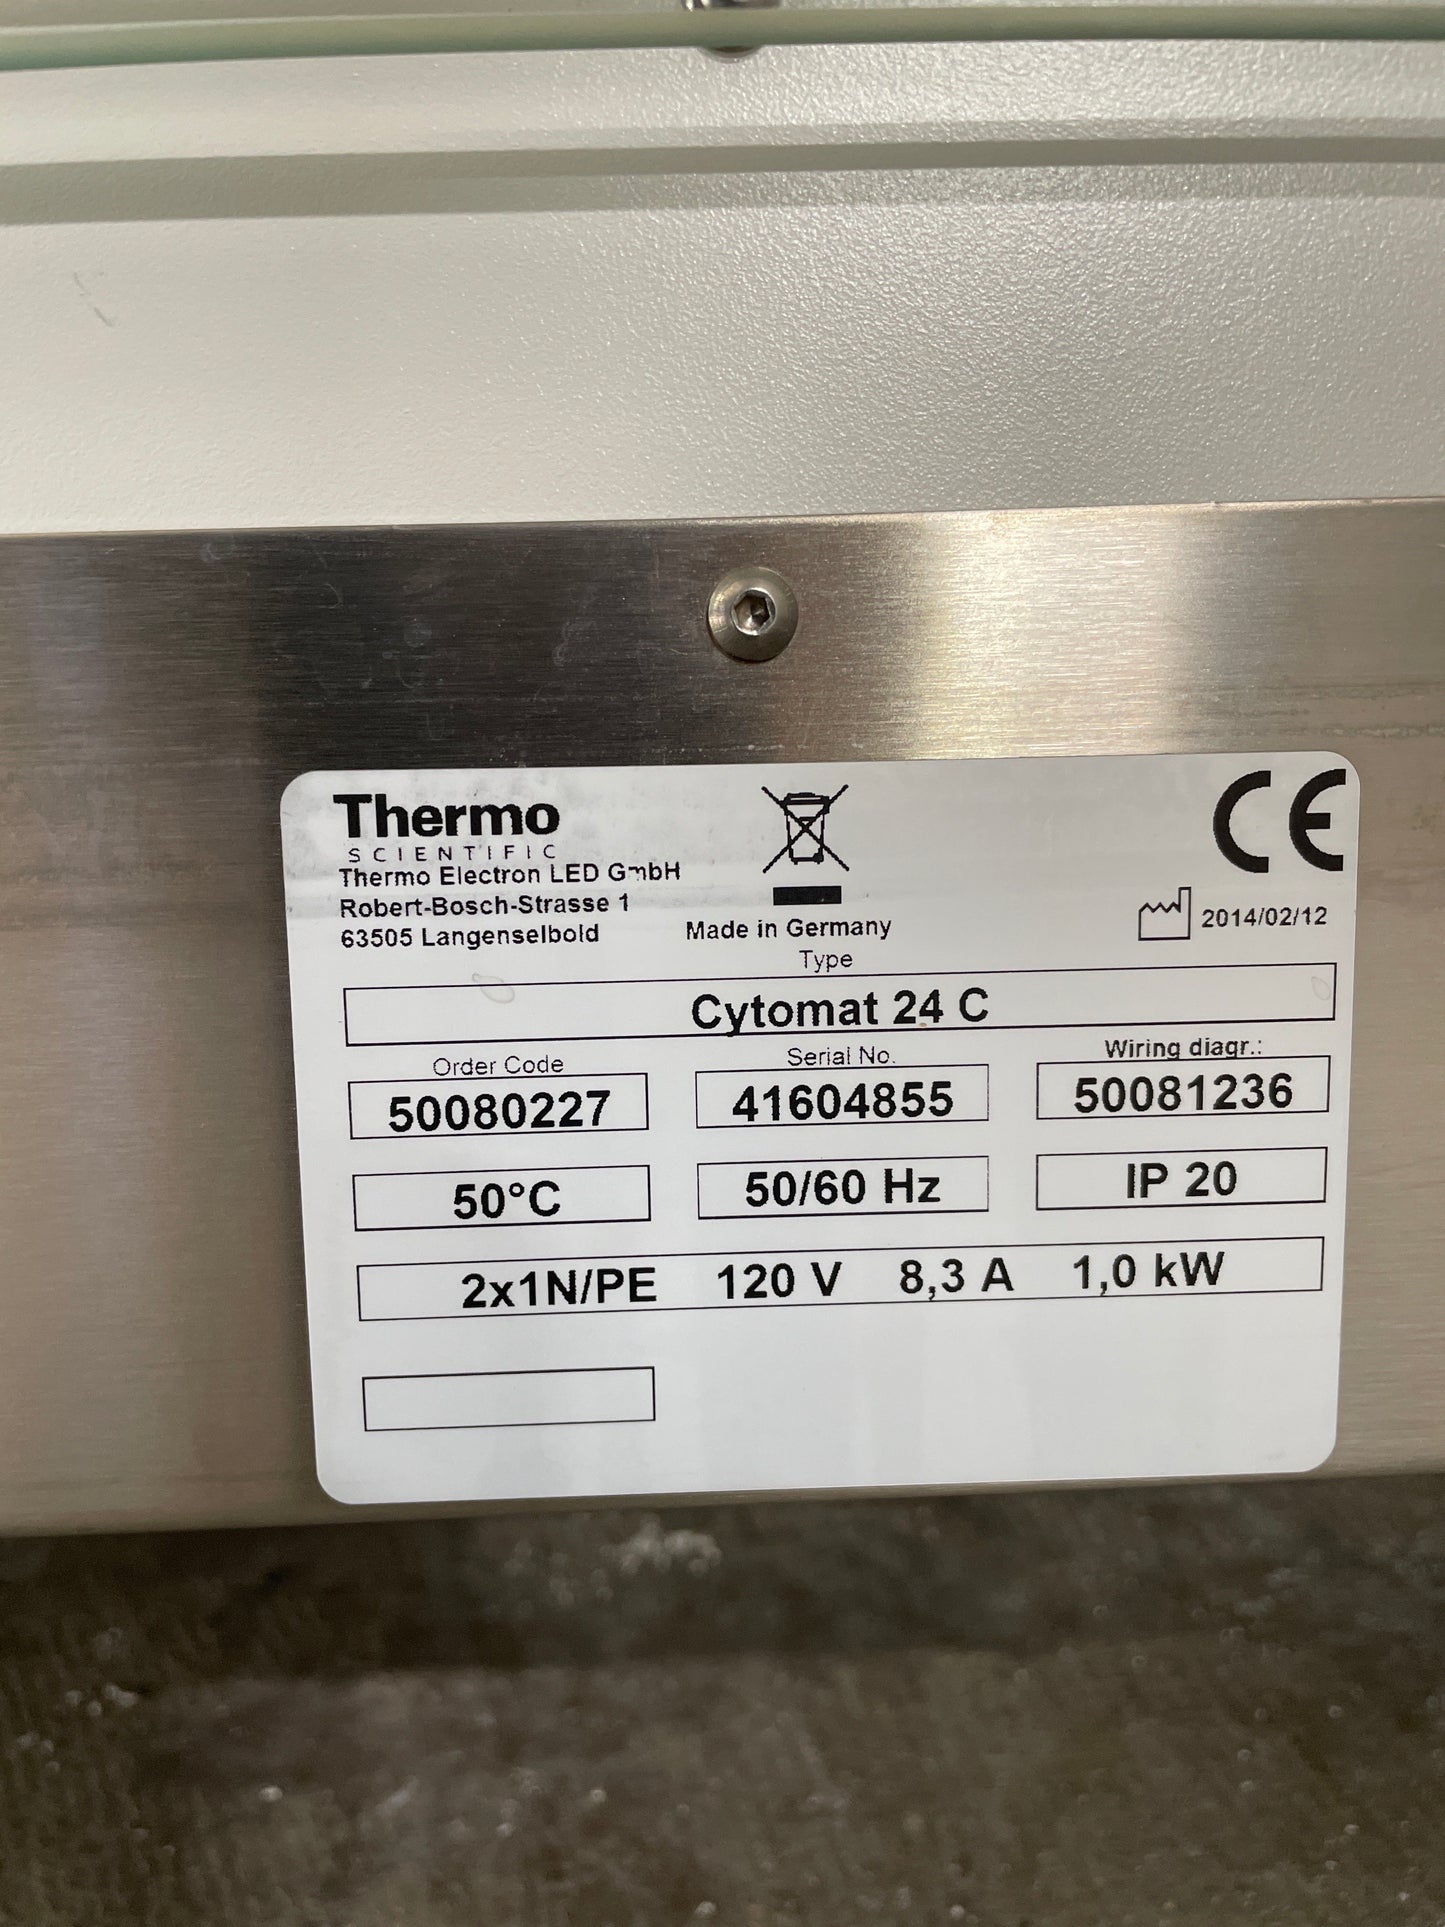 Thermo
SCIENTIFIC
Thermo Electron LED GmbH
Robert-Bosch-Strasse 1
63505 Langenselbold
Made in Germany
CE
2014/02/12
Type
Cytomat 24 C
Order Code
50080227
Serial No.
41604855
Wiring diagr.:
50081236
50°C
50/60 Hz
IP 20
2x1N/PE 120 V 8,3 A 1,0 kW